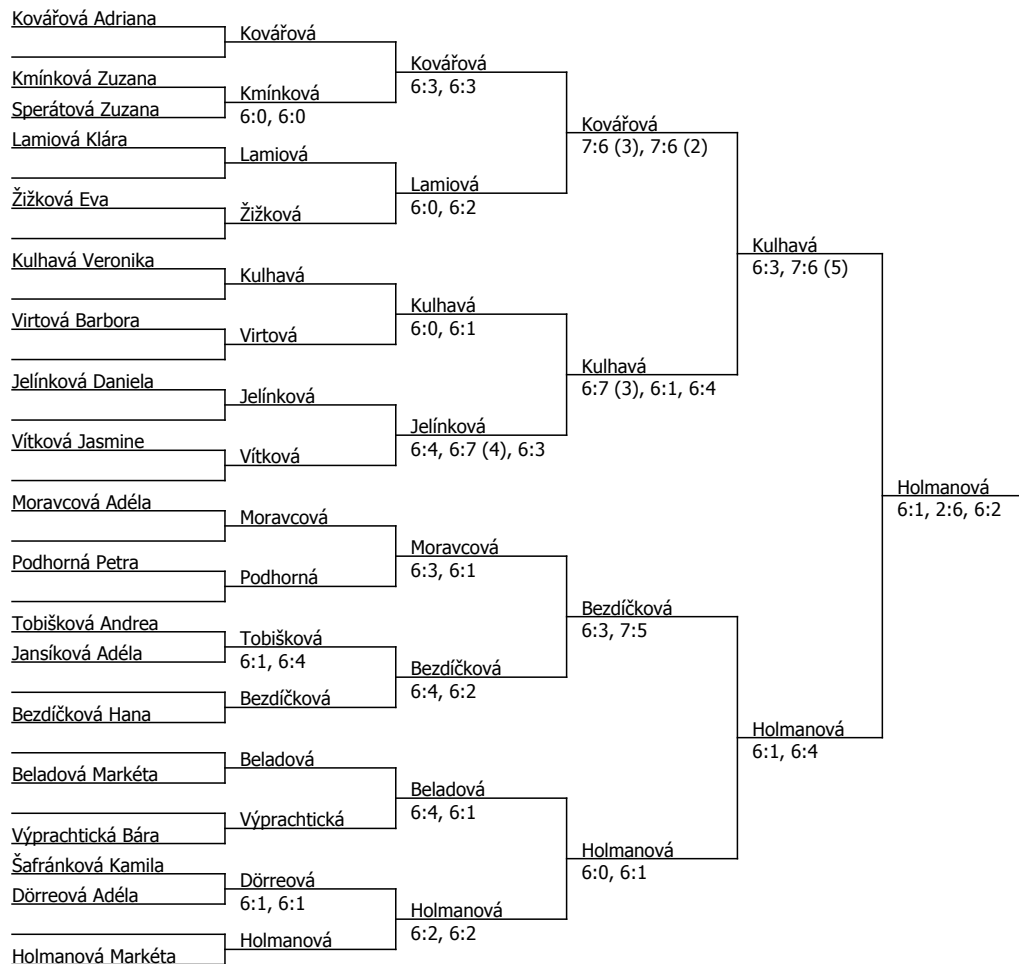 Kovářová Adriana
Kmínková Zuzana
Sperátová Zuzana
Lamiová Klára
Žižková Eva
Kulhavá Veronika
Virtová Barbora
Jelínková Daniela
Vítková Jasmine
Moravcová Adéla
Podhorná Petra
Tobišková Andrea
Jansíková Adéla
Bezdíčková Hana
Beladová Markéta
Výprachtická Bára
Šafránková Kamila
Dörreová Adéla
Holmanová Markéta
Kovářová
Kmínková
6:0, 6:0
Lamiová
Žižková
Kulhavá
Virtová
Jelínková
Vítková
Moravcová
Podhorná
Tobišková
6:1, 6:4
Bezdíčková
Beladová
Výprachtická
Dörreová
6:1, 6:1
Holmanová
Kovářová
6:3, 6:3
Lamiová
6:0, 6:2
Kulhavá
6:0, 6:1
Jelínková
6:4, 6:7 (4), 6:3
Moravcová
6:3, 6:1
Bezdíčková
6:4, 6:2
Beladová
6:4, 6:1
Holmanová
6:2, 6:2
Kovářová
7:6 (3), 7:6 (2)
Kulhavá
6:7 (3), 6:1, 6:4
Bezdíčková
6:3, 7:5
Holmanová
6:0, 6:1
Kulhavá
6:3, 7:6 (5)
Holmanová
6:1, 6:4
Holmanová
6:1, 2:6, 6:2